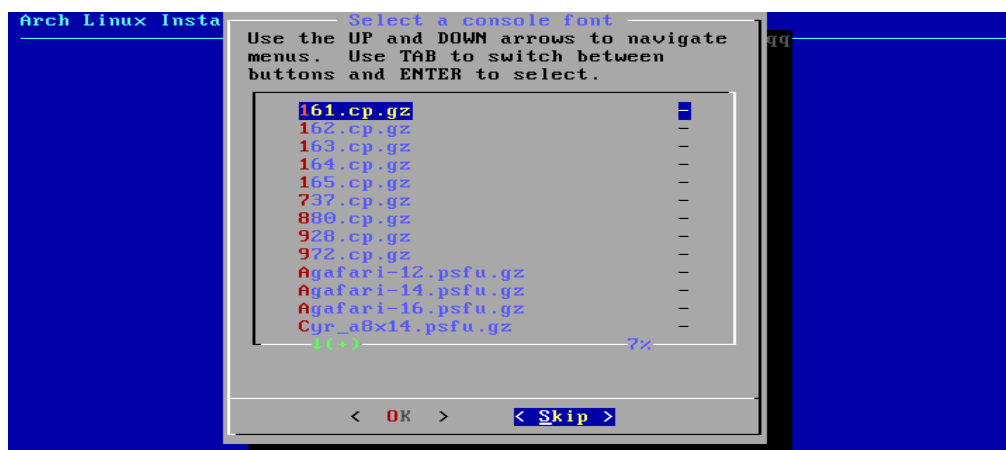 Arch Linux Insta
Select a console font
qq
Use the UP and DOWN arrows to navigate
menus.  Use TAB to switch between
buttons and ENTER to select.
161.cp.gz -
162.cp.gz -
163.cp.gz -
164.cp.gz -
165.cp.gz -
737.cp.gz -
880.cp.gz -
928.cp.gz -
972.cp.gz -
Agafari-12.psfu.gz -
Agafari-14.psfu.gz -
Agafari-16.psfu.gz -
Cyr_a8x14.psfu.gz -
↓(+) 7%
< OK > < Skip >